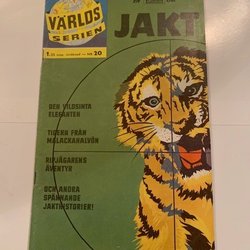 VÄRLDS
SERIEN
JAKT
DEN VILDSINTA
ELEFANTEN
TIGERN FRÅN
MALACKAHALVÖN
RIPJÄGARENS
ÄVENTYR
OCH ANDRA
SPÄNNANDE
JAKTHISTORIER!